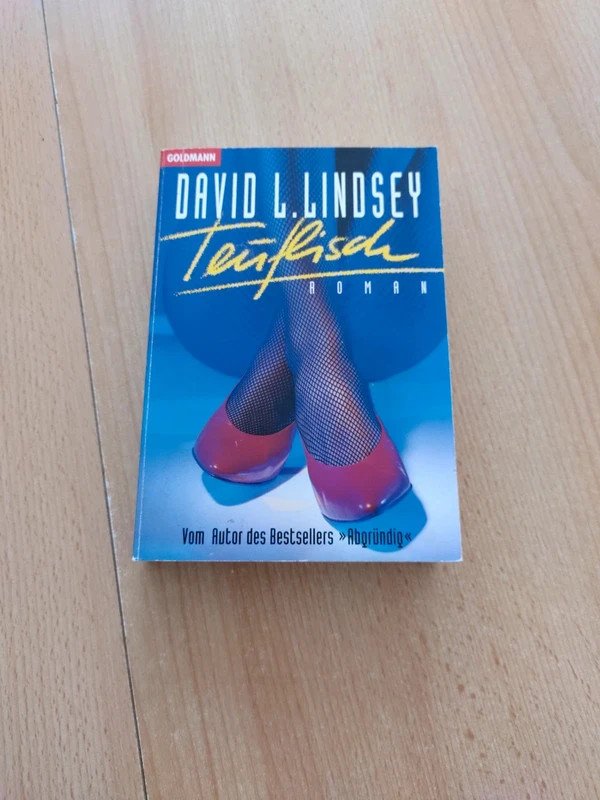 GOLDMANN
DAVID L. LINDSEY
Teuflisch
ROMAN
Vom Autor des Bestsellers »Abgründig«